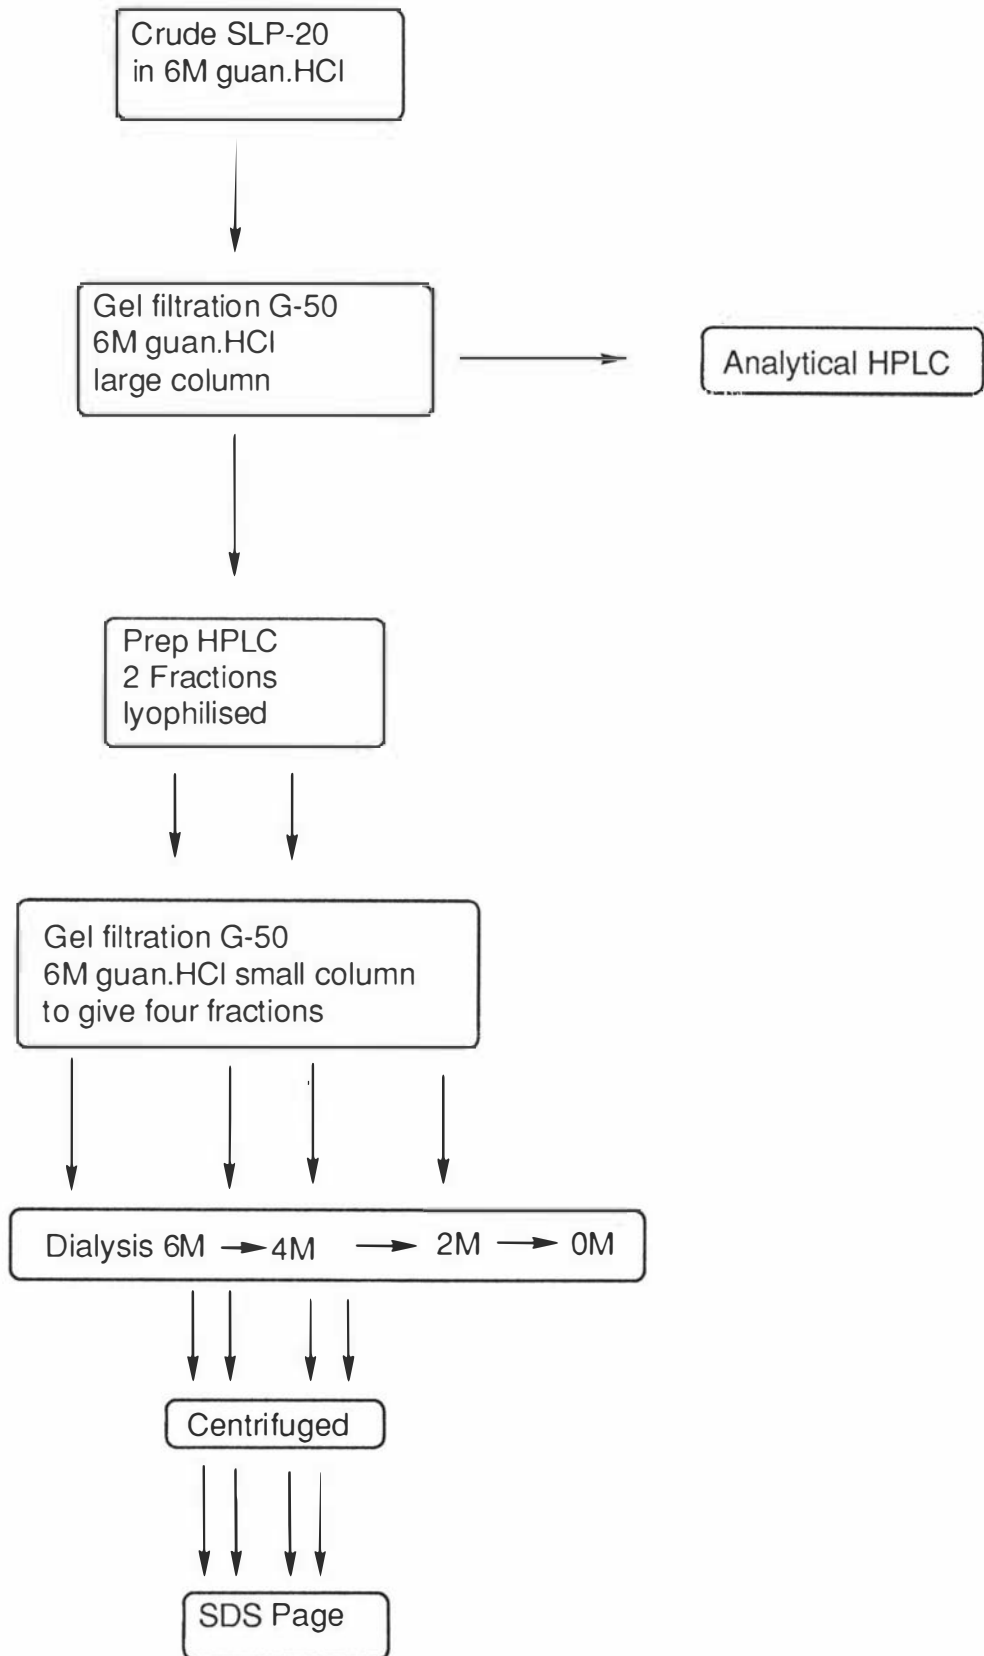 Crude SLP-20
in 6M guan.HCl
Gel filtration G-50
6M guan.HCl
large column
Analytical HPLC
Prep HPLC
2 Fractions
lyophilised
Gel filtration G-50
6M guan.HCl small column
to give four fractions
Dialysis 6M → 4M → 2M → 0M
Centrifuged
SDS Page